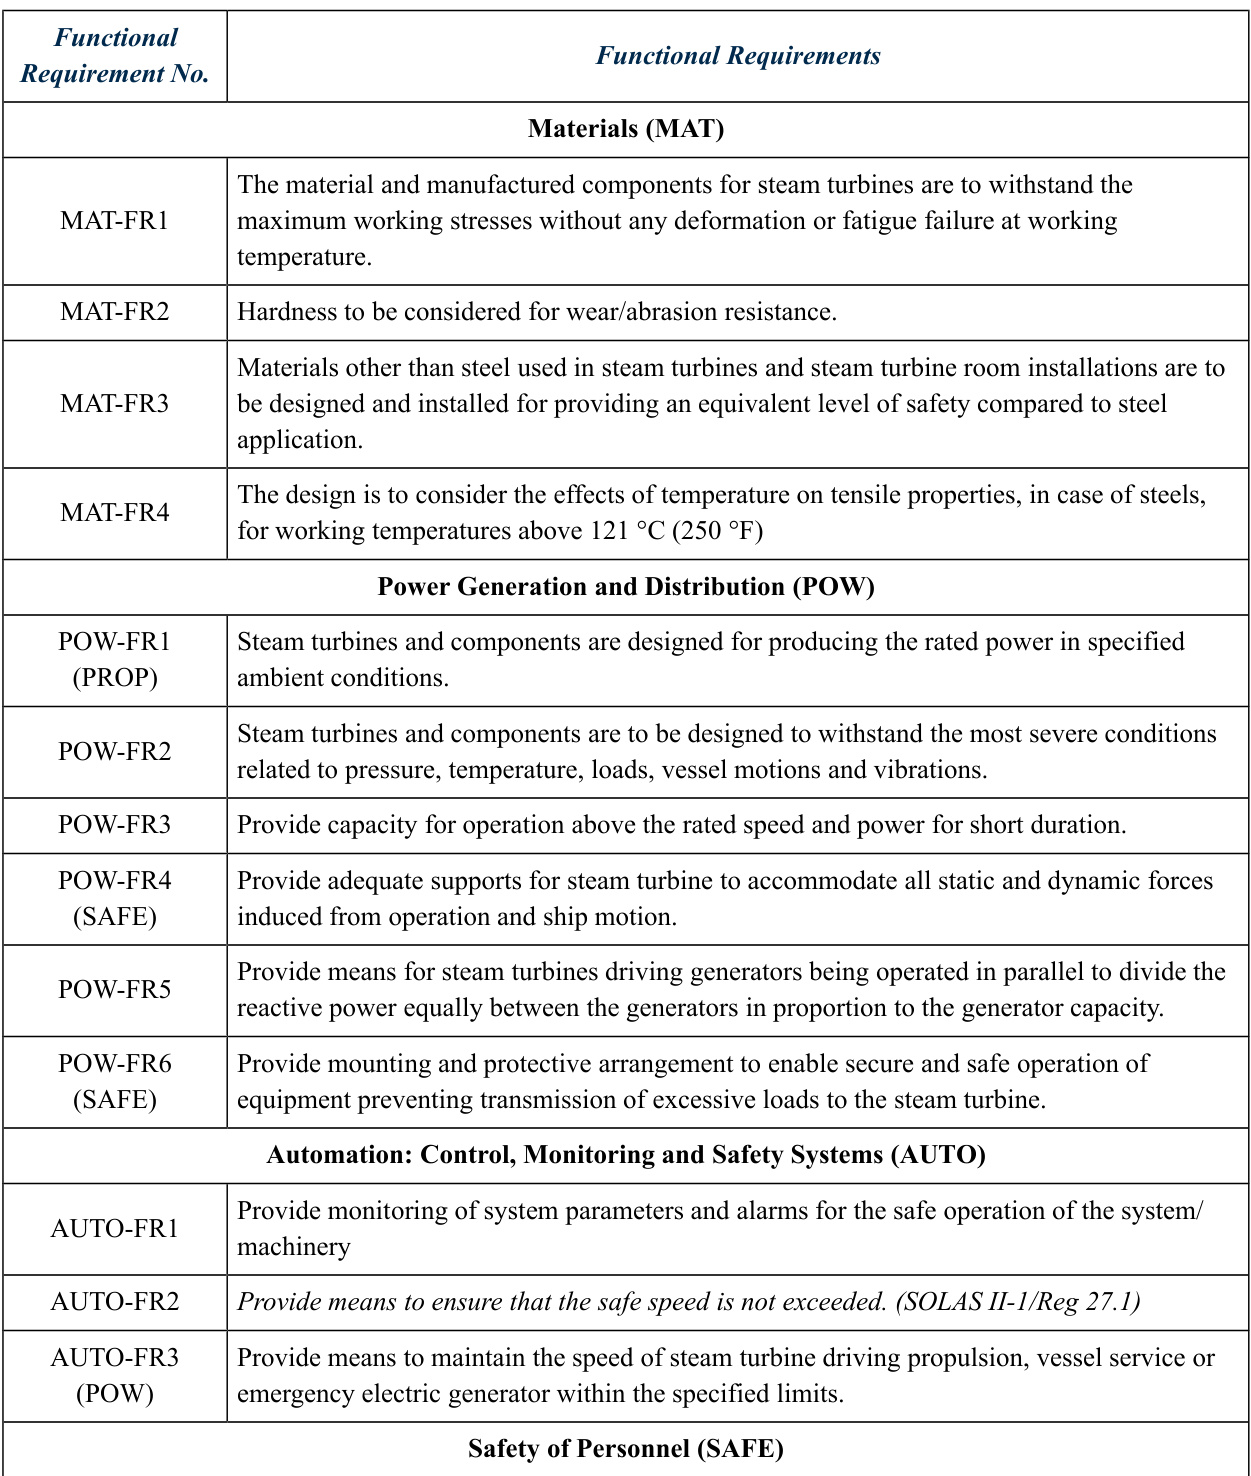 Functional
Requirement No.
Functional Requirements
Materials (MAT)
MAT-FR1
The material and manufactured components for steam turbines are to withstand the
maximum working stresses without any deformation or fatigue failure at working
temperature.
MAT-FR2
Hardness to be considered for wear/abrasion resistance.
MAT-FR3
Materials other than steel used in steam turbines and steam turbine room installations are to
be designed and installed for providing an equivalent level of safety compared to steel
application.
MAT-FR4
The design is to consider the effects of temperature on tensile properties, in case of steels,
for working temperatures above 121 °C (250 °F)
Power Generation and Distribution (POW)
POW-FR1
(PROP)
Steam turbines and components are designed for producing the rated power in specified
ambient conditions.
POW-FR2
Steam turbines and components are to be designed to withstand the most severe conditions
related to pressure, temperature, loads, vessel motions and vibrations.
POW-FR3
Provide capacity for operation above the rated speed and power for short duration.
POW-FR4
(SAFE)
Provide adequate supports for steam turbine to accommodate all static and dynamic forces
induced from operation and ship motion.
POW-FR5
Provide means for steam turbines driving generators being operated in parallel to divide the
reactive power equally between the generators in proportion to the generator capacity.
POW-FR6
(SAFE)
Provide mounting and protective arrangement to enable secure and safe operation of
equipment preventing transmission of excessive loads to the steam turbine.
Automation: Control, Monitoring and Safety Systems (AUTO)
AUTO-FR1
Provide monitoring of system parameters and alarms for the safe operation of the system/
machinery
AUTO-FR2
Provide means to ensure that the safe speed is not exceeded. (SOLAS II-1/Reg 27.1)
AUTO-FR3
(POW)
Provide means to maintain the speed of steam turbine driving propulsion, vessel service or
emergency electric generator within the specified limits.
Safety of Personnel (SAFE)